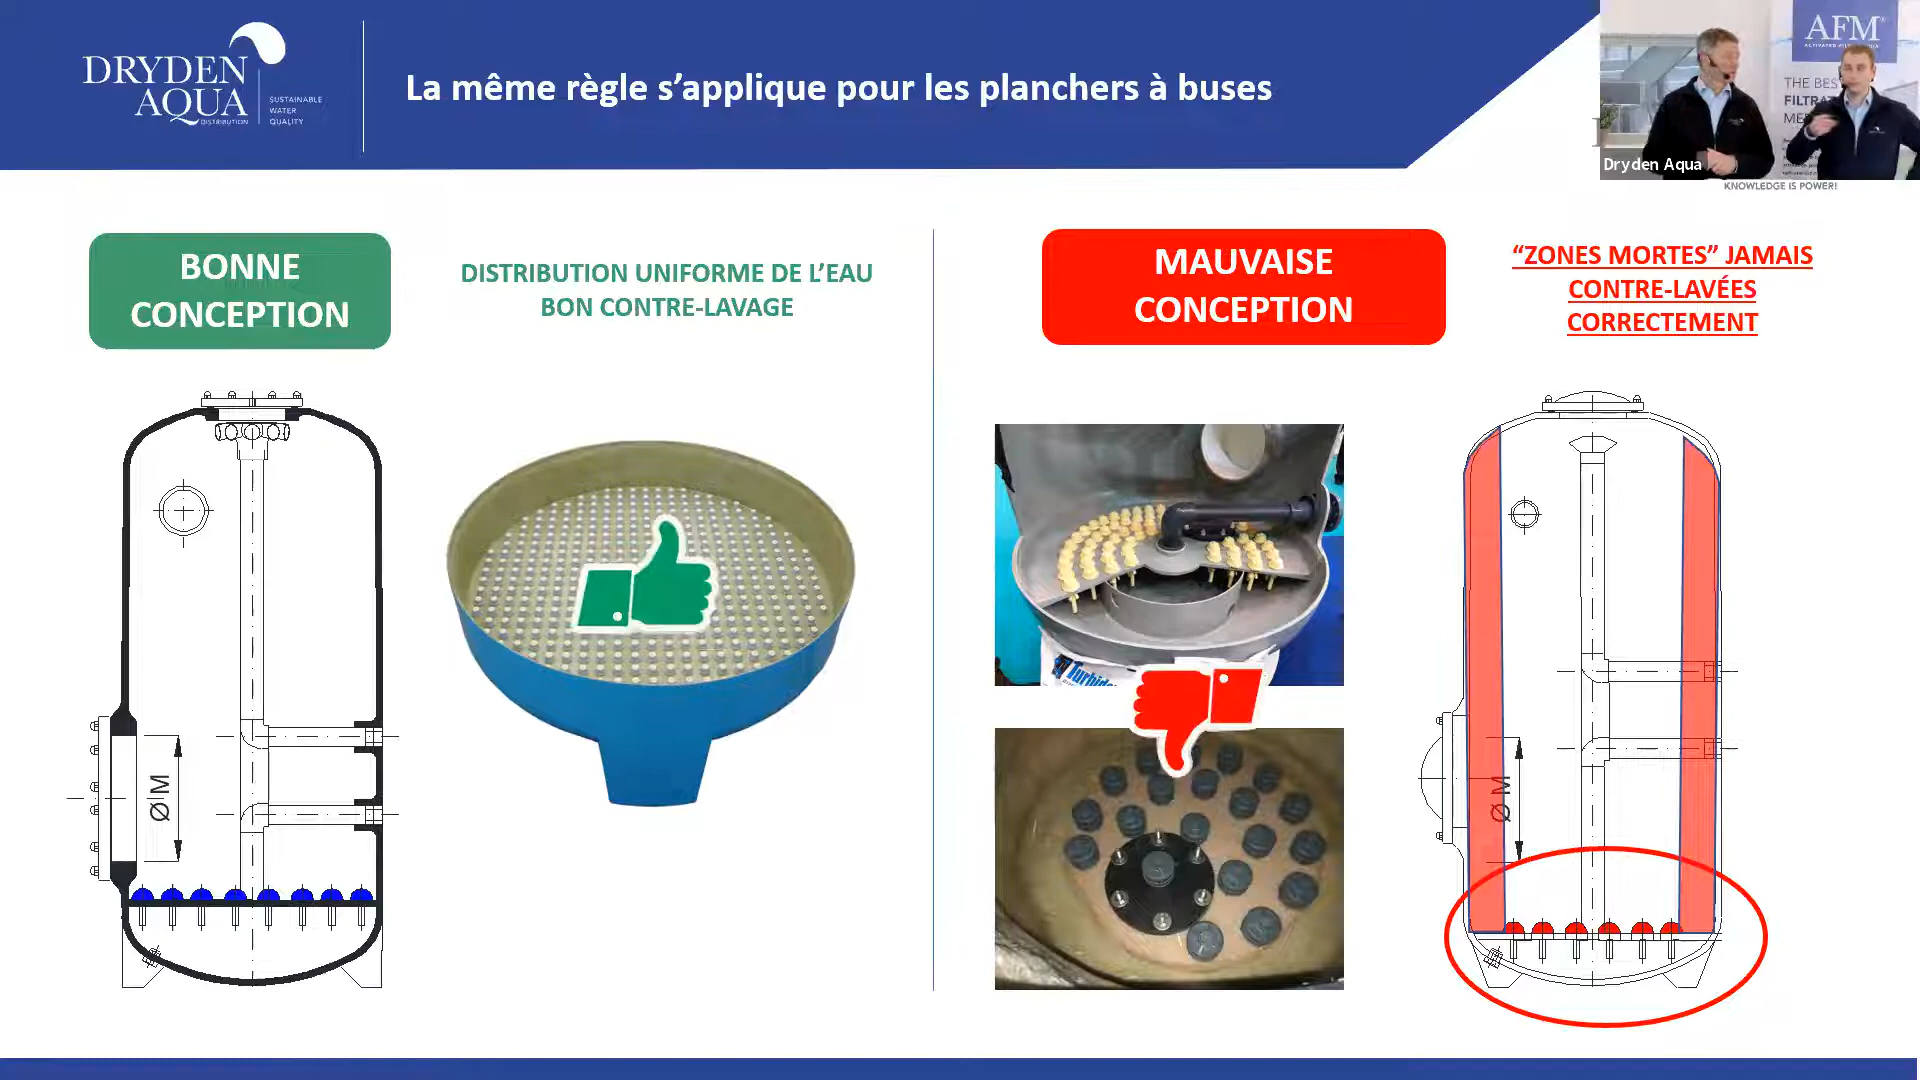 DRYDEN
AQUA
DISTRIBUTION
SUSTAINABLE
WATER
QUALITY
La même règle s’applique pour les planchers à buses
AFM
THE BES
FILTRA
ME
Dryden Aqua
KNOWLEDGE IS POWER!
BONNE
CONCEPTION
DISTRIBUTION UNIFORME DE L’EAU
BON CONTRE-LAVAGE
MAUVAISE
CONCEPTION
“ZONES MORTES” JAMAIS
CONTRE-LAVÉES
CORRECTEMENT
Ø M
Turbide
Ø M